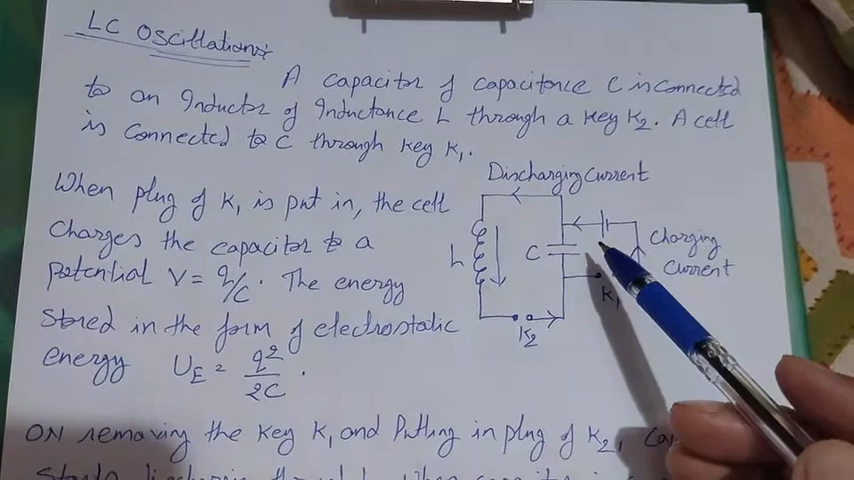 LC Oscillations:
A capacitor of capacitance C is connected
to an Inductor of Inductance L through a key K2. A cell
is connected to C through key K1.
When plug of K1 is put in, the cell
charges the capacitor to a
potential V = q/C. The energy
stored in the form of electrostatic
energy UE = q²/2C.
Discharging current
L
C
Charging
current
K1
K2
ON removing the key K1 and Putting in plug of K2,